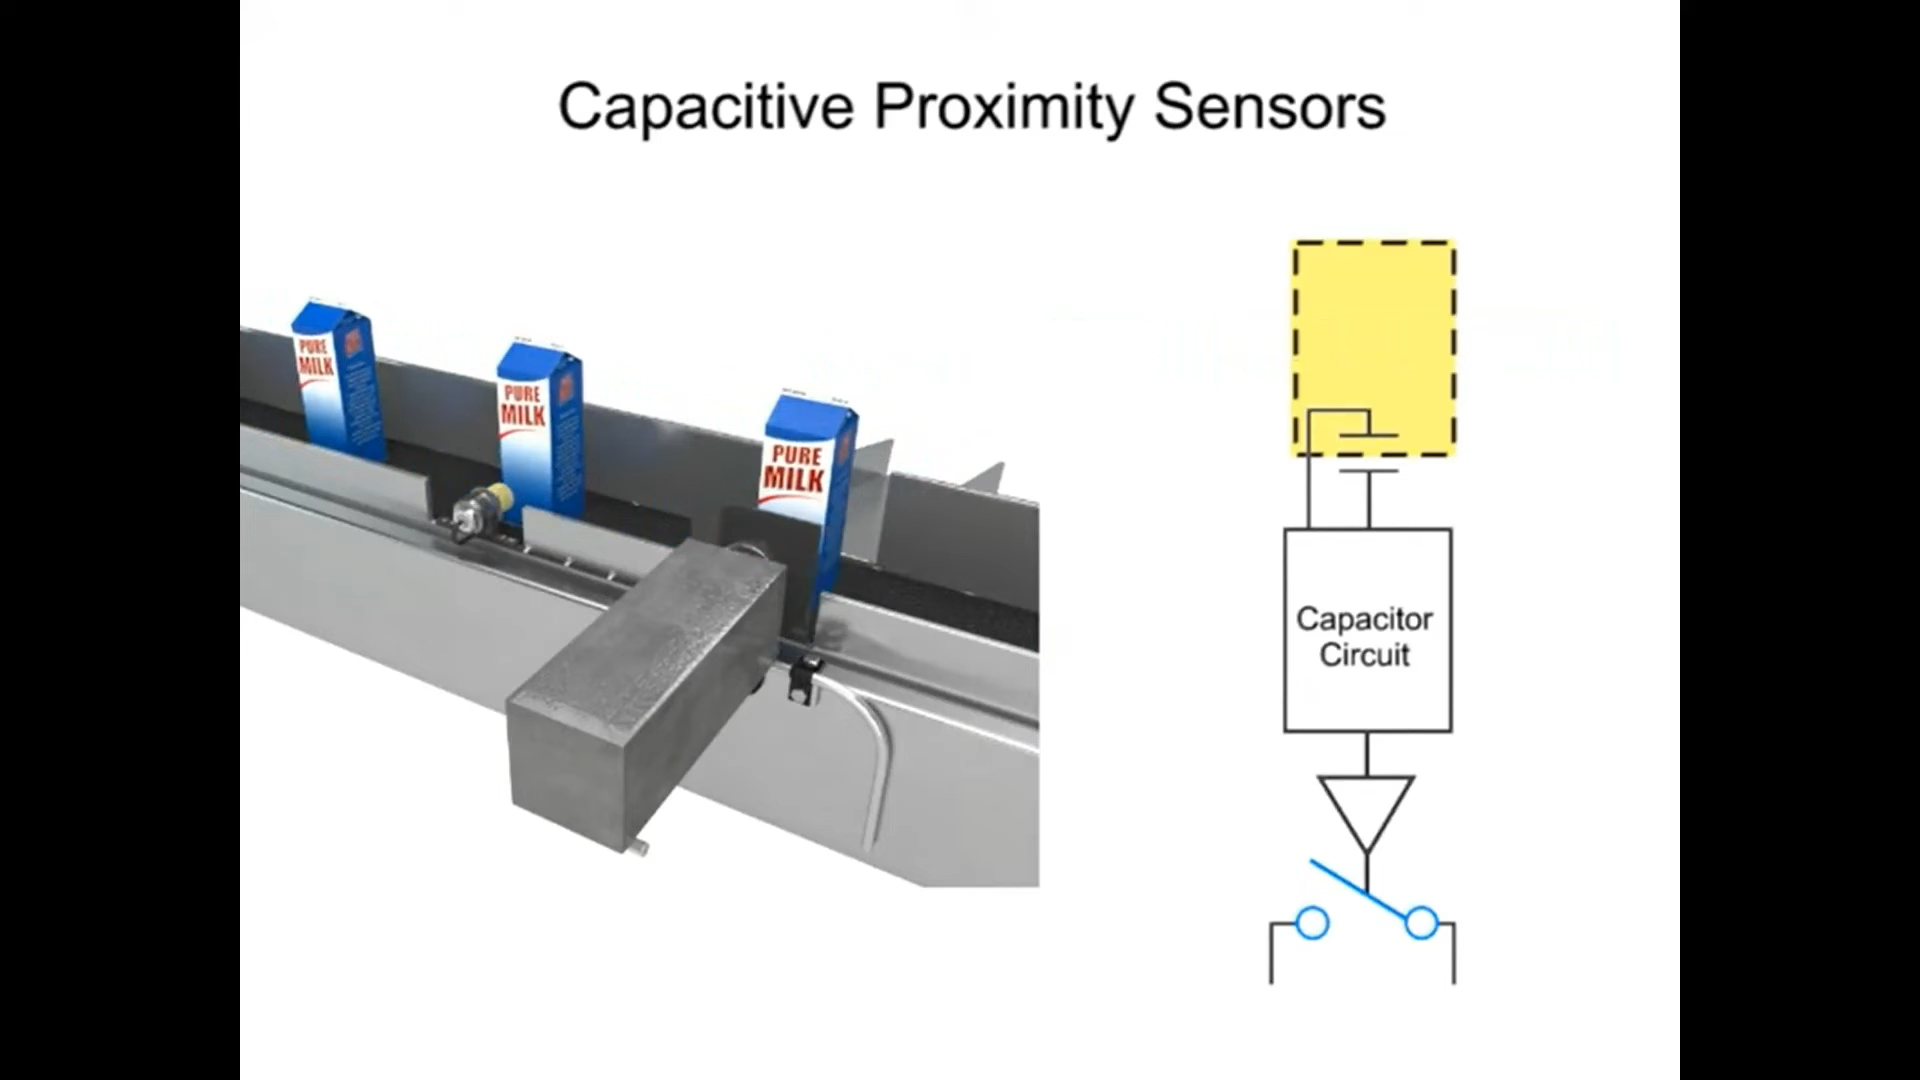 Capacitive Proximity Sensors
PURE
MILK
PURE
MILK
PURE
MILK
Capacitor
Circuit